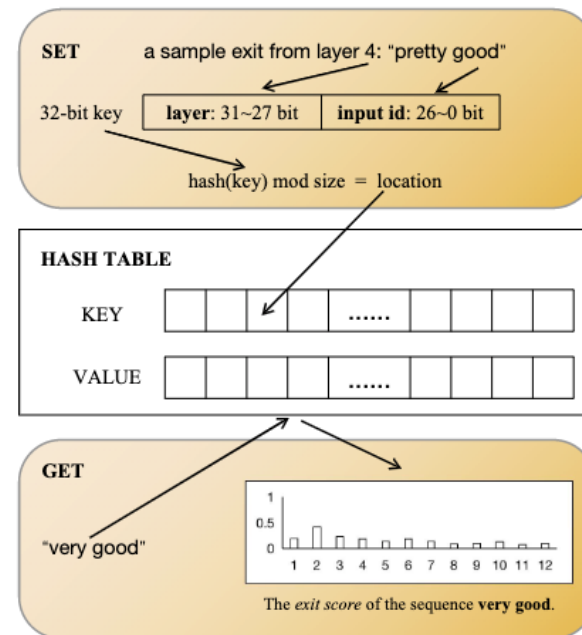 SET a sample exit from layer 4: “pretty good”
32-bit key layer: 31~27 bit input id: 26~0 bit
hash(key) mod size = location
HASH TABLE
KEY ......
VALUE ......
GET
“very good”
1
0.5
0
1 2 3 4 5 6 7 8 9 10 11 12
The exit score of the sequence very good.